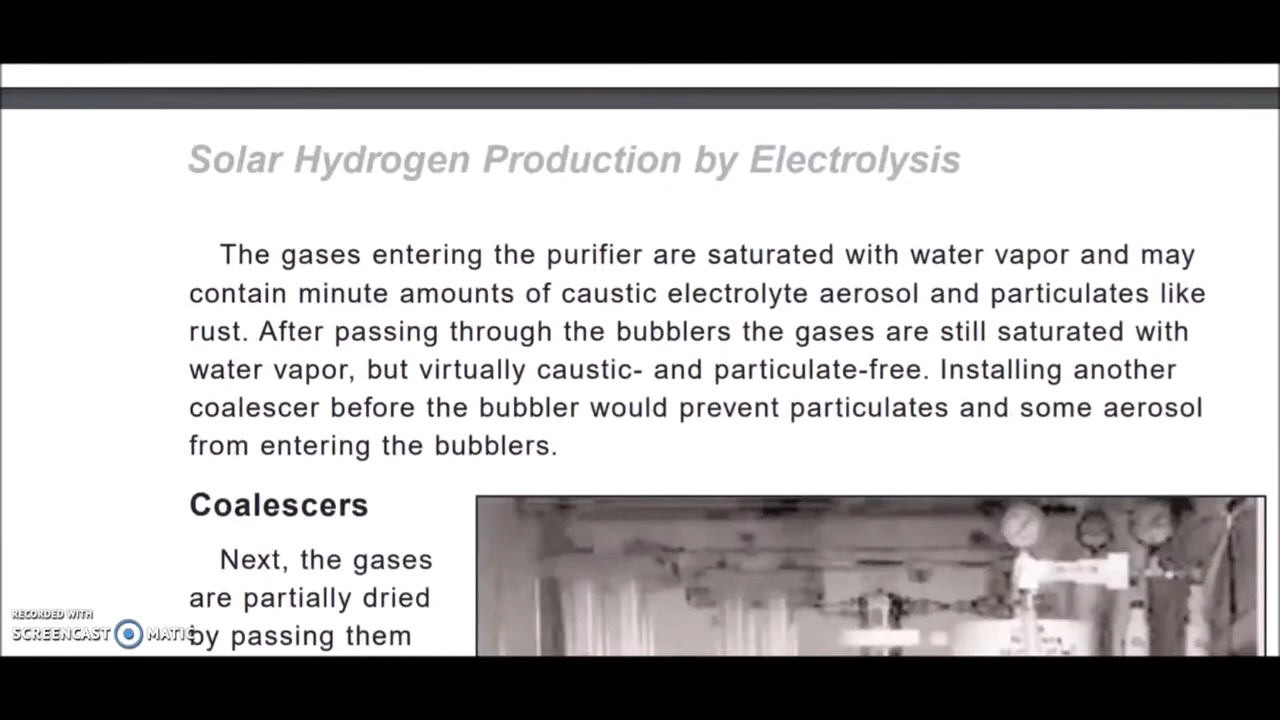 Solar Hydrogen Production by Electrolysis
The gases entering the purifier are saturated with water vapor and may
contain minute amounts of caustic electrolyte aerosol and particulates like
rust. After passing through the bubblers the gases are still saturated with
water vapor, but virtually caustic- and particulate-free. Installing another
coalescer before the bubbler would prevent particulates and some aerosol
from entering the bubblers.
Coalescers
Next, the gases
are partially dried
by passing them
RECORDED WITH
SCREENCAST MATIC